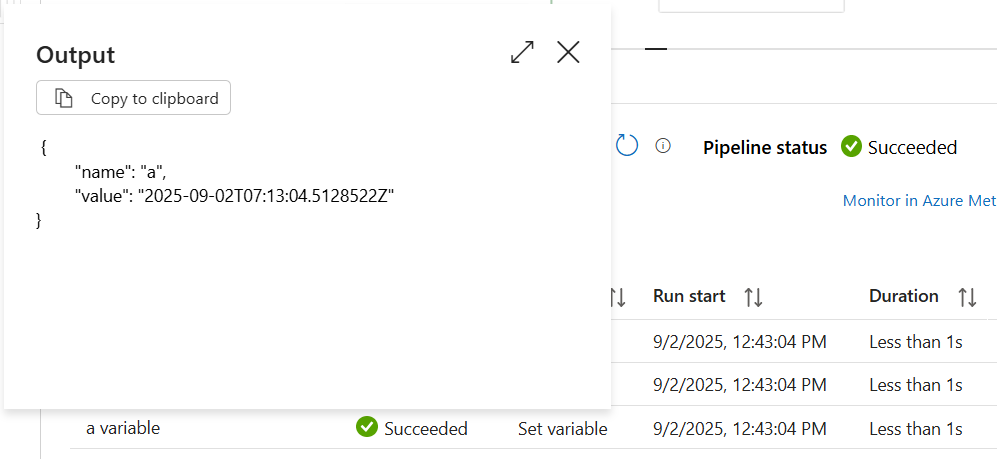 Output
Copy to clipboard
{
"name": "a",
"value": "2025-09-02T07:13:04.5128522Z"
}
Pipeline status Succeeded
Monitor in Azure Met
Run start Duration
9/2/2025, 12:43:04 PM Less than 1s
9/2/2025, 12:43:04 PM Less than 1s
a variable Succeeded Set variable 9/2/2025, 12:43:04 PM Less than 1s